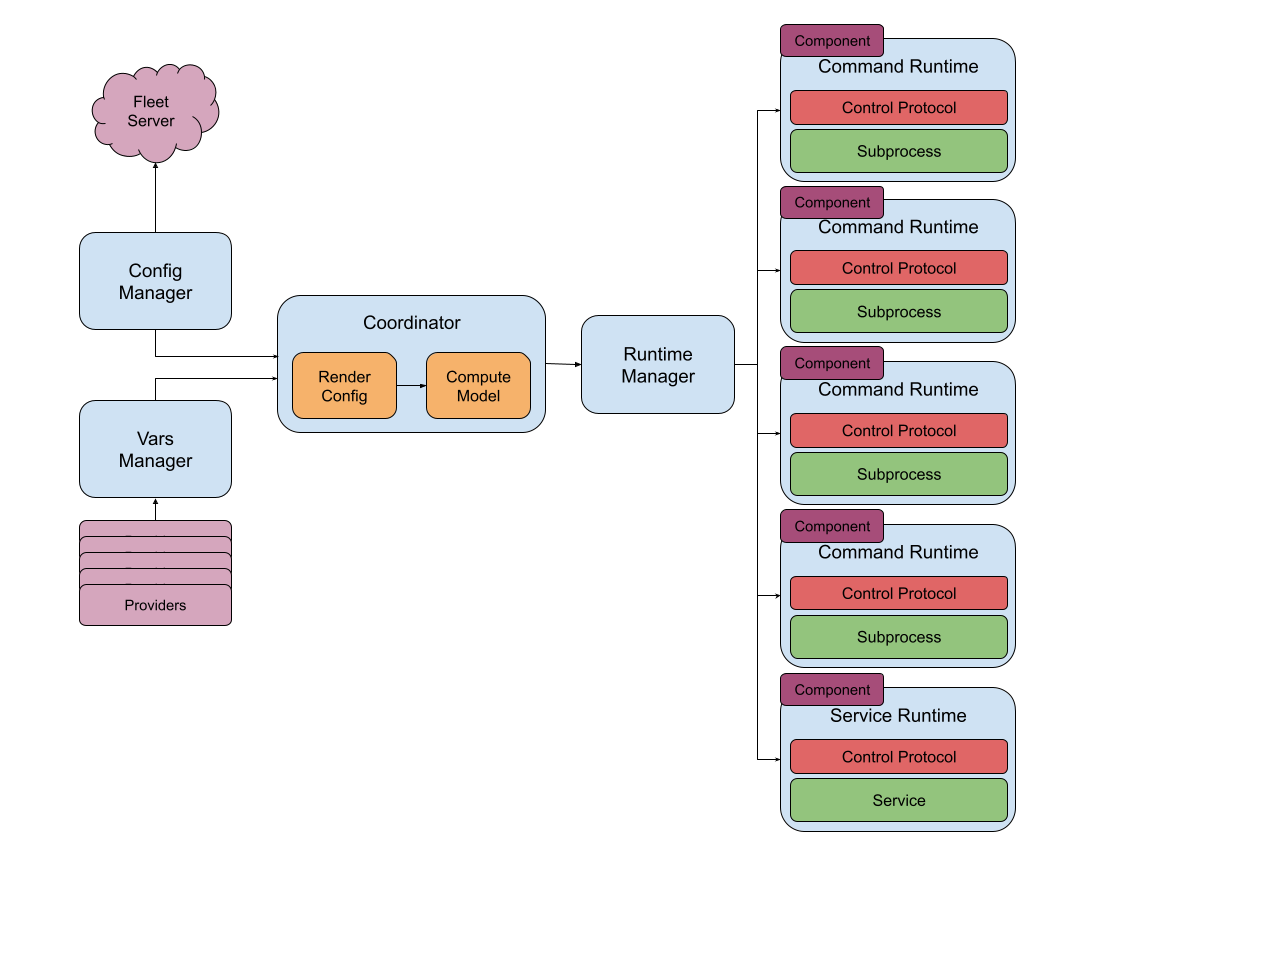 Fleet
Server
Config
Manager
Vars
Manager
Providers
Coordinator
Render
Config
Compute
Model
Runtime
Manager
Component
Command Runtime
Control Protocol
Subprocess
Component
Command Runtime
Control Protocol
Subprocess
Component
Command Runtime
Control Protocol
Subprocess
Component
Command Runtime
Control Protocol
Subprocess
Component
Service Runtime
Control Protocol
Service